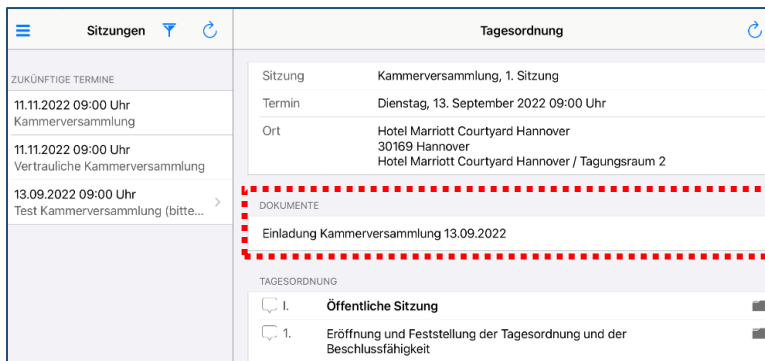 Sitzungen
Tagesordnung
ZUKÜNFTIGE TERMINE
11.11.2022 09:00 Uhr
Kammerversammlung
11.11.2022 09:00 Uhr
Vertrauliche Kammerversammlung
13.09.2022 09:00 Uhr
Test Kammerversammlung (bitte...
Sitzung Kammerversammlung, 1. Sitzung
Termin Dienstag, 13. September 2022 09:00 Uhr
Ort Hotel Marriott Courtyard Hannover
30169 Hannover
Hotel Marriott Courtyard Hannover / Tagungsraum 2
DOKUMENTE
Einladung Kammerversammlung 13.09.2022
TAGESORDNUNG
I. Öffentliche Sitzung
1. Eröffnung und Feststellung der Tagesordnung und der
Beschlussfähigkeit